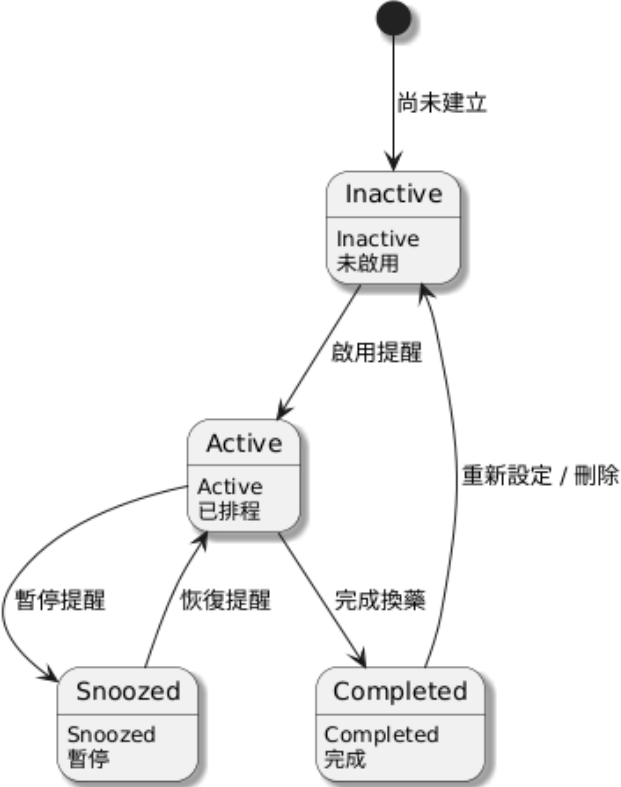 尚未建立
Inactive
Inactive
未啟用
啟用提醒
Active
Active
已排程
重新設定 / 刪除
暫停提醒
恢復提醒
完成換藥
Snoozed
Snoozed
暫停
Completed
Completed
完成